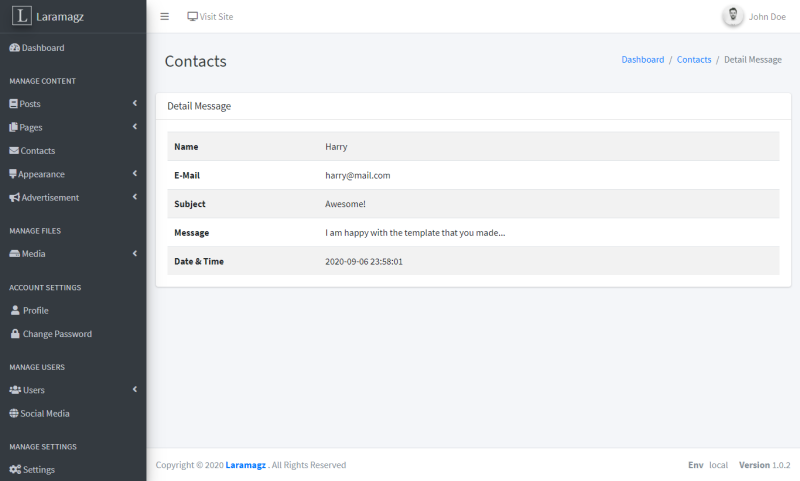 L Laramagz
Visit Site
John Doe
Dashboard
MANAGE CONTENT
Posts
Pages
Contacts
Appearance
Advertisement
MANAGE FILES
Media
ACCOUNT SETTINGS
Profile
Change Password
MANAGE USERS
Users
Social Media
MANAGE SETTINGS
Settings
Contacts
Dashboard / Contacts / Detail Message
Detail Message
Name Harry
E-Mail harry@mail.com
Subject Awesome!
Message I am happy with the template that you made...
Date & Time 2020-09-06 23:58:01
Copyright © 2020 Laramagz . All Rights Reserved
Env local Version 1.0.2